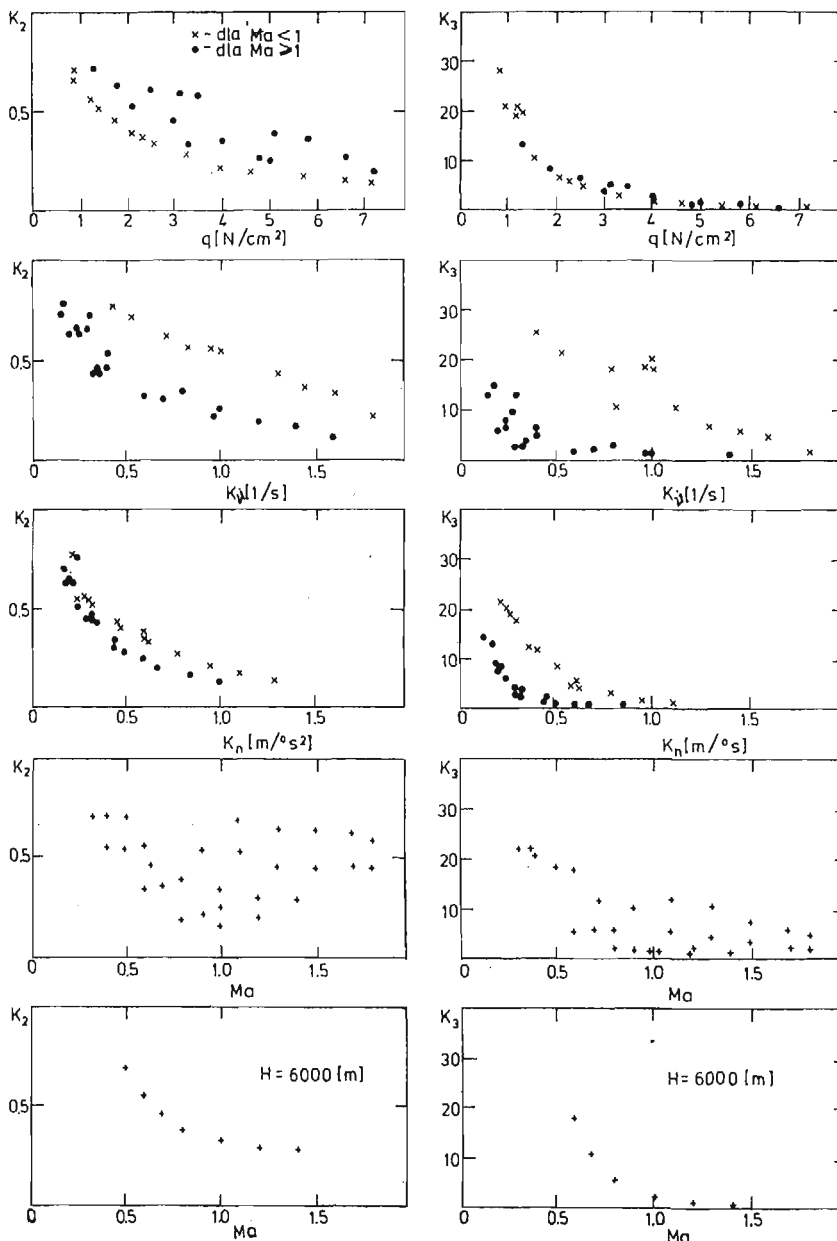 K₂
x - dla Ma < 1
● - dla Ma ⩾ 1
0,5
0 1 2 3 4 5 6 7
q [N/cm²]
K₃
30
20
10
0 1 2 3 4 5 6 7
q [N/cm²]
K₂
0.5
0 0.5 1.0 1.5
Kν̇ [1/s]
K₃
30
20
10
0 0.5 1.0 1.5
Kν̇ [1/s]
K₂
0.5
0 0.5 1.0 1.5
Kn [m/°s²]
K₃
30
20
10
0 0.5 1.0 1.5
Kn [m/°s]
K₂
0.5
0 0.5 1.0 1.5
Ma
K₃
30
20
10
0 0.5 1.0 1.5
Ma
K₂
H = 6000 [m]
0.5
0 0.5 1.0 1.5
Ma
K₃
30
H = 6000 [m]
20
10
0 0.5 1.0 1.5
Ma